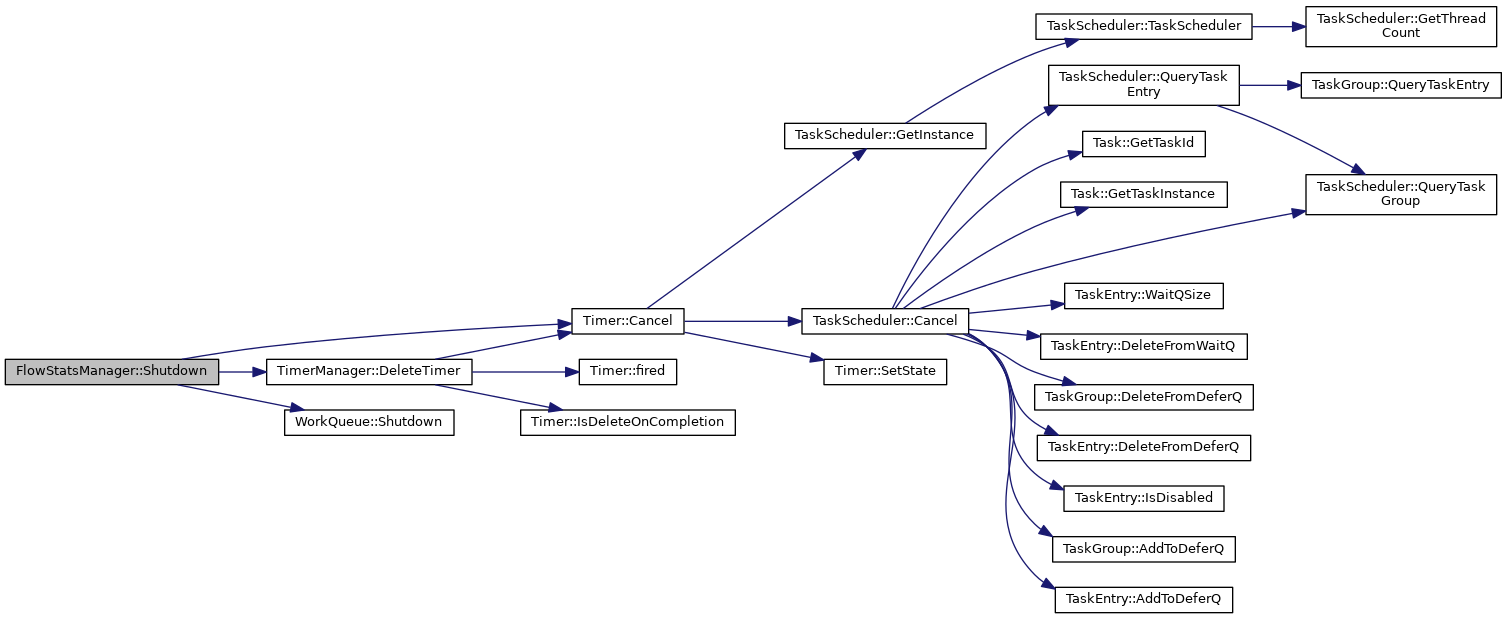 FlowStatsManager::Shutdown
TimerManager::DeleteTimer
WorkQueue::Shutdown
Timer::Cancel
Timer::fired
Timer::IsDeleteOnCompletion
TaskScheduler::GetInstance
TaskScheduler::Cancel
Timer::SetState
TaskScheduler::TaskScheduler
TaskScheduler::QueryTask
Entry
Task::GetTaskId
Task::GetTaskInstance
TaskEntry::WaitQSize
TaskEntry::DeleteFromWaitQ
TaskGroup::DeleteFromDeferQ
TaskEntry::DeleteFromDeferQ
TaskEntry::IsDisabled
TaskGroup::AddToDeferQ
TaskEntry::AddToDeferQ
TaskScheduler::GetThread
Count
TaskGroup::QueryTaskEntry
TaskScheduler::QueryTask
Group